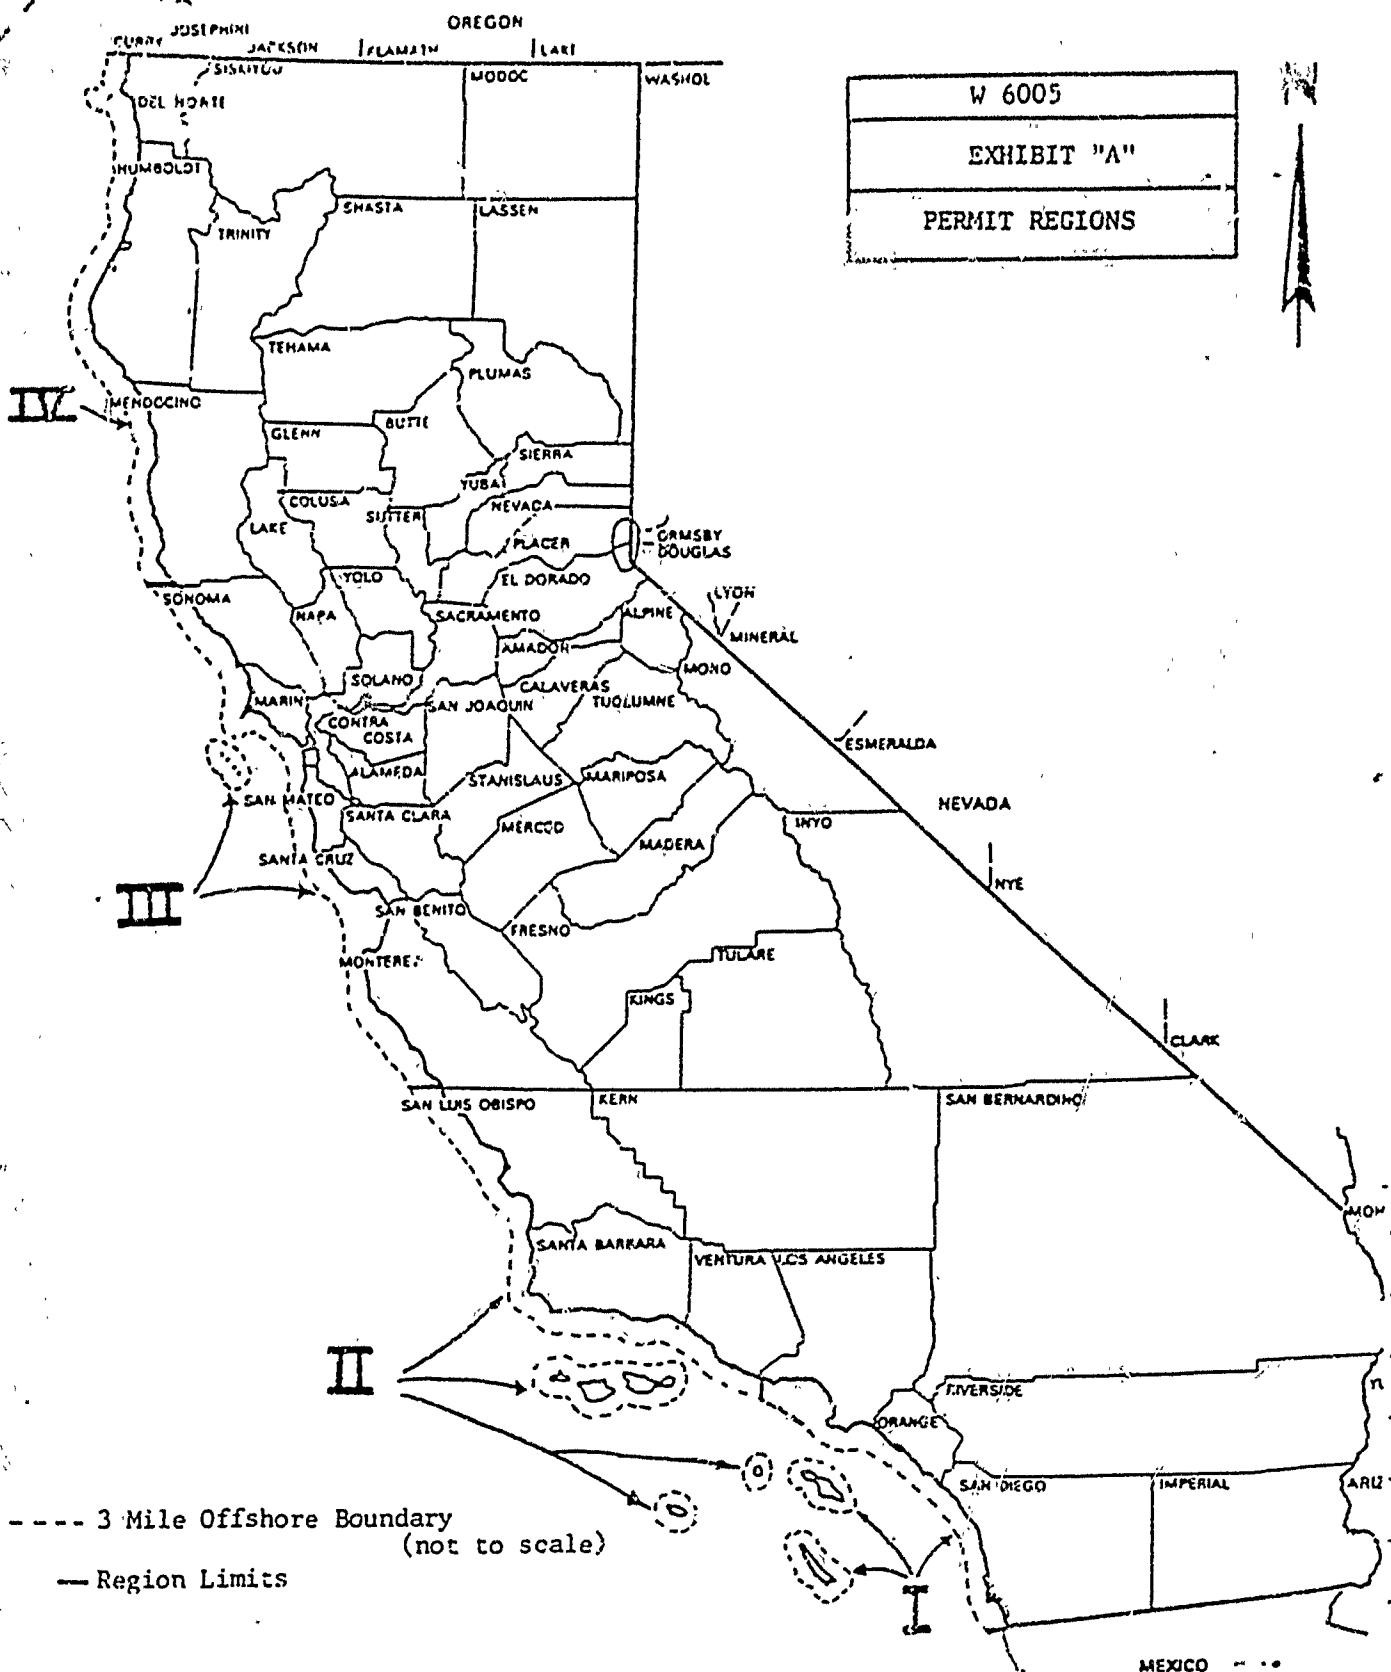 OREGON
JOSEPHINE
CURRY
JACKSON
KLAMATH
LAKE
SISKIYOU
MODOC
WASHOE
W 6005
DEL NORTE
EXHIBIT "A"
HUMBOLDT
SHASTA
LASSEN
PERMIT REGIONS
TRINITY
TEHAMA
PLUMAS
IV
MENDOCINO
BUTTE
GLENN
SIERRA
YUBA
COLUSA
NEVADA
SUTTER
LAKE
ORMSBY
PLACER
DOUGLAS
YOLO
EL DORADO
SONOMA
LYON
NAPA
SACRAMENTO
ALPINE
MINERAL
AMADOR
MONO
SOLANO
CALAVERAS
MARIN
SAN JOAQUIN
TUOLUMNE
CONTRA
COSTA
ESMERALDA
ALAMEDA
STANISLAUS
MARIPOSA
SAN MATEO
NEVADA
SANTA CLARA
MERCED
INYO
MADERA
SANTA CRUZ
III
NYE
SAN BENITO
FRESNO
MONTEREY
TULARE
KINGS
CLARK
SAN LUIS OBISPO
KERN
SAN BERNARDINO
MOH
SANTA BARBARA
VENTURA
LOS ANGELES
II
RIVERSIDE
ORANGE
SAN DIEGO
IMPERIAL
ARIZ
---- 3 Mile Offshore Boundary
(not to scale)
— Region Limits
I
MEXICO